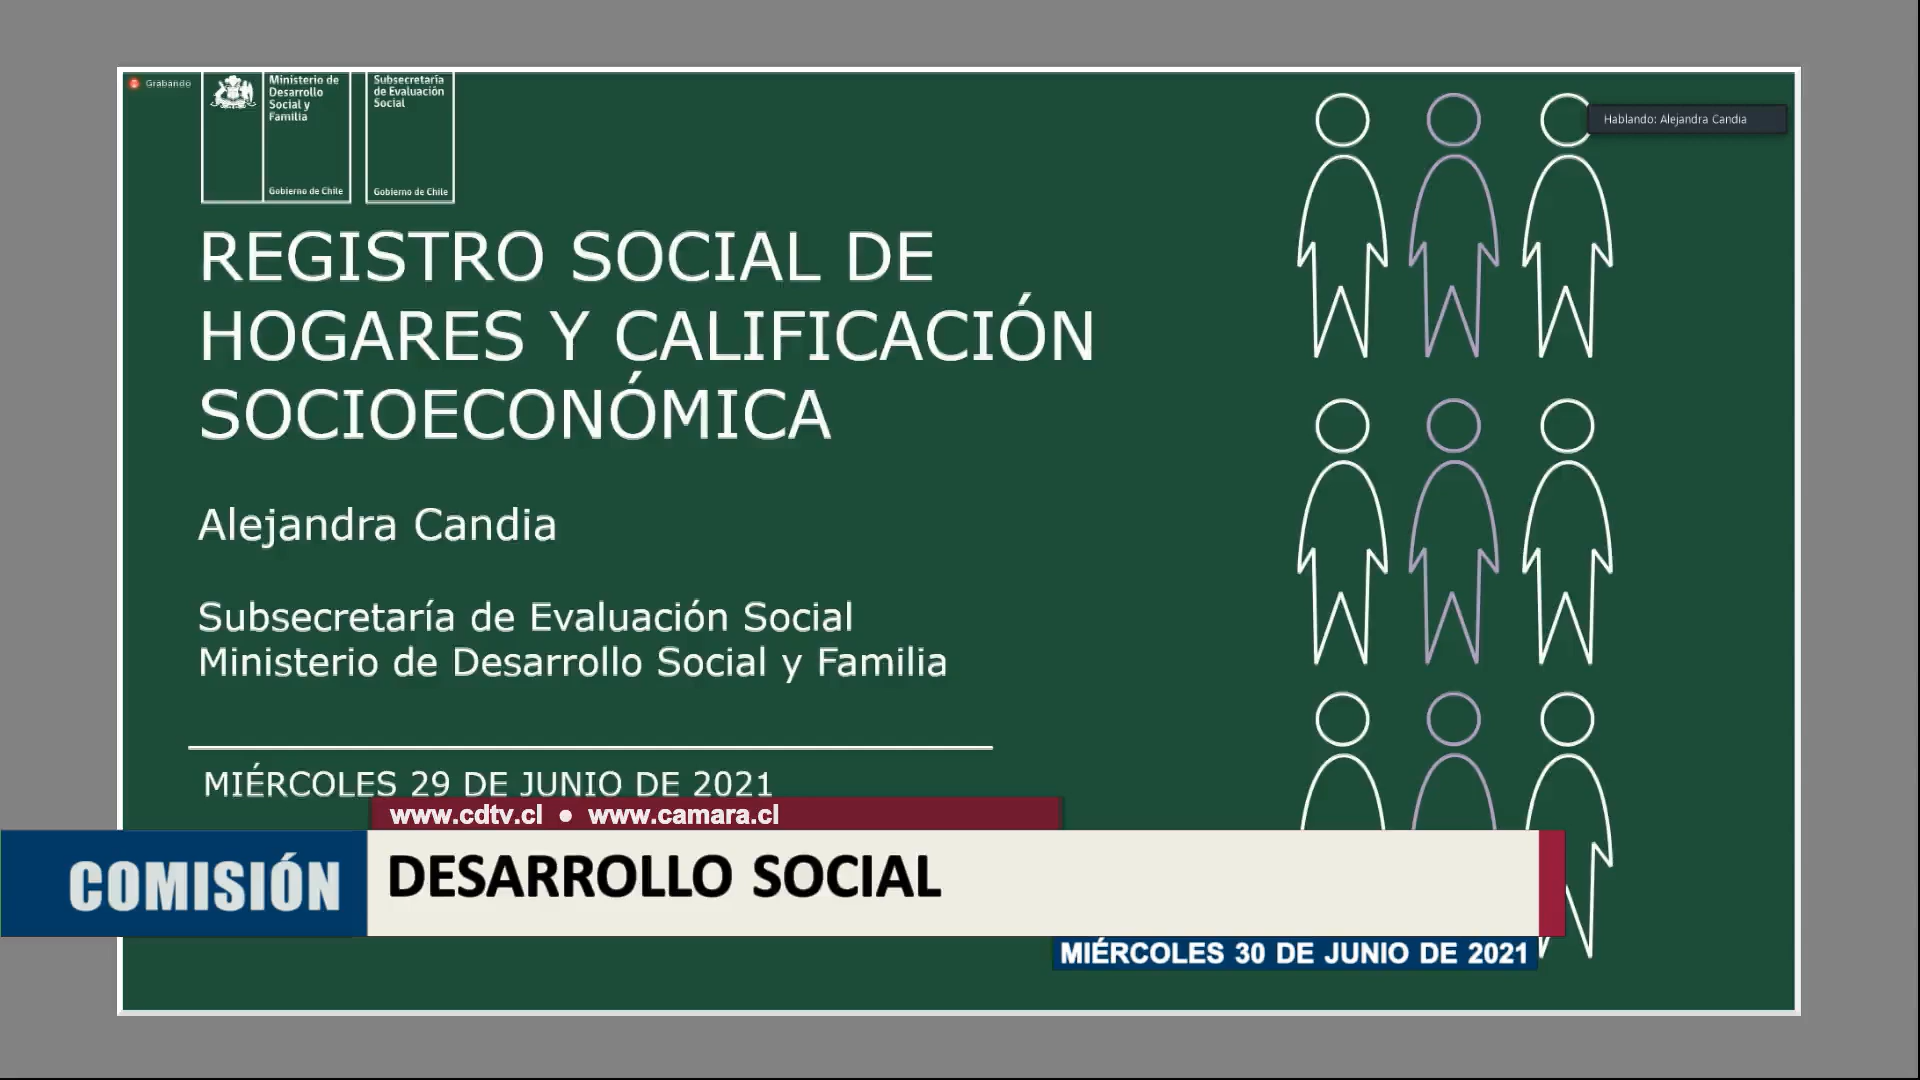 Grabando
Ministerio de
Desarrollo
Social y
Familia
Gobierno de Chile
Subsecretaría
de Evaluación
Social
Gobierno de Chile
Hablando: Alejandra Candia
REGISTRO SOCIAL DE
HOGARES Y CALIFICACIÓN
SOCIOECONÓMICA
Alejandra Candia
Subsecretaría de Evaluación Social
Ministerio de Desarrollo Social y Familia
MIÉRCOLES 29 DE JUNIO DE 2021
www.cdtv.cl • www.camara.cl
COMISIÓN
DESARROLLO SOCIAL
MIÉRCOLES 30 DE JUNIO DE 2021